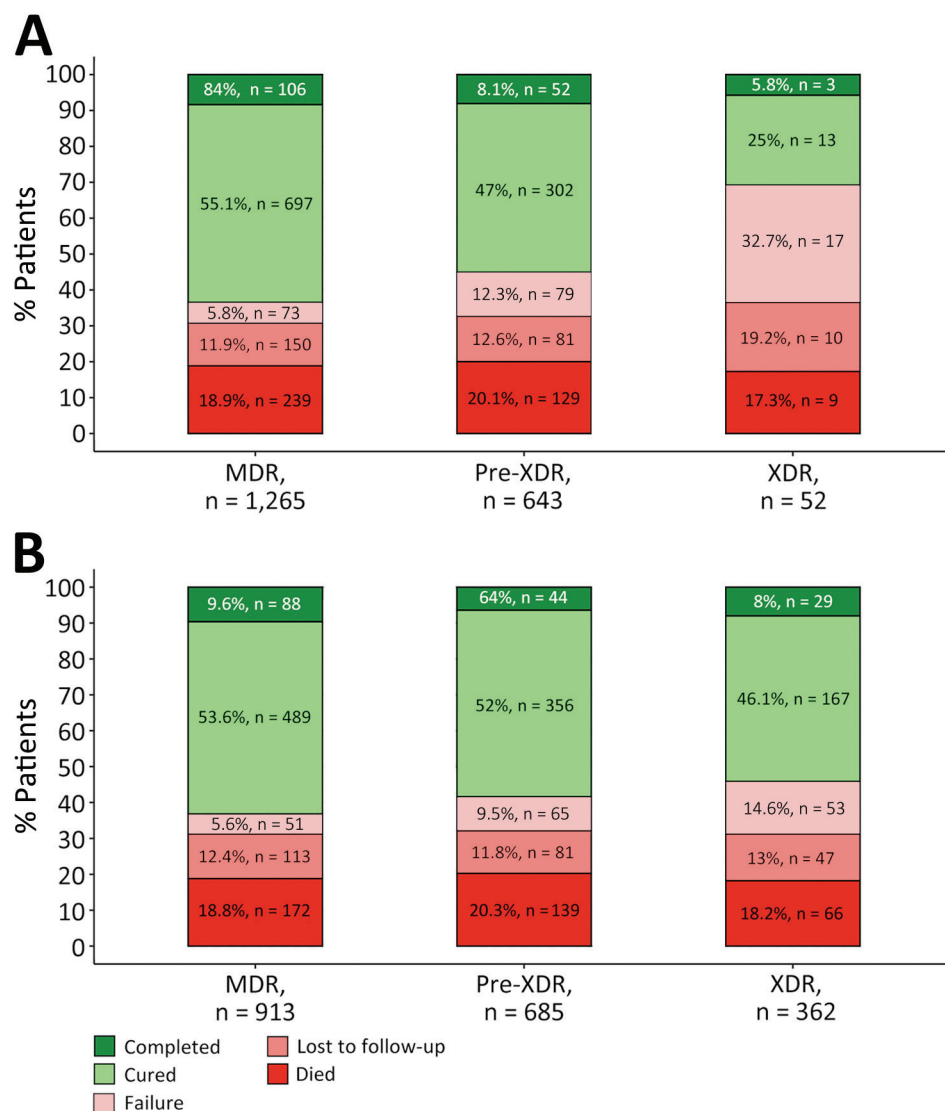 A
% Patients
100
90
80
70
60
50
40
30
20
10
0
84%, n = 106
55.1%, n = 697
5.8%, n = 73
11.9%, n = 150
18.9%, n = 239
8.1%, n = 52
47%, n = 302
12.3%, n = 79
12.6%, n = 81
20.1%, n = 129
5.8%, n = 3
25%, n = 13
32.7%, n = 17
19.2%, n = 10
17.3%, n = 9
MDR,
n = 1,265
Pre-XDR,
n = 643
XDR,
n = 52
B
% Patients
100
90
80
70
60
50
40
30
20
10
0
9.6%, n = 88
53.6%, n = 489
5.6%, n = 51
12.4%, n = 113
18.8%, n = 172
64%, n = 44
52%, n = 356
9.5%, n = 65
11.8%, n = 81
20.3%, n =139
8%, n = 29
46.1%, n = 167
14.6%, n = 53
13%, n = 47
18.2%, n = 66
MDR,
n = 913
Pre-XDR,
n = 685
XDR,
n = 362
Completed
Cured
Failure
Lost to follow-up
Died